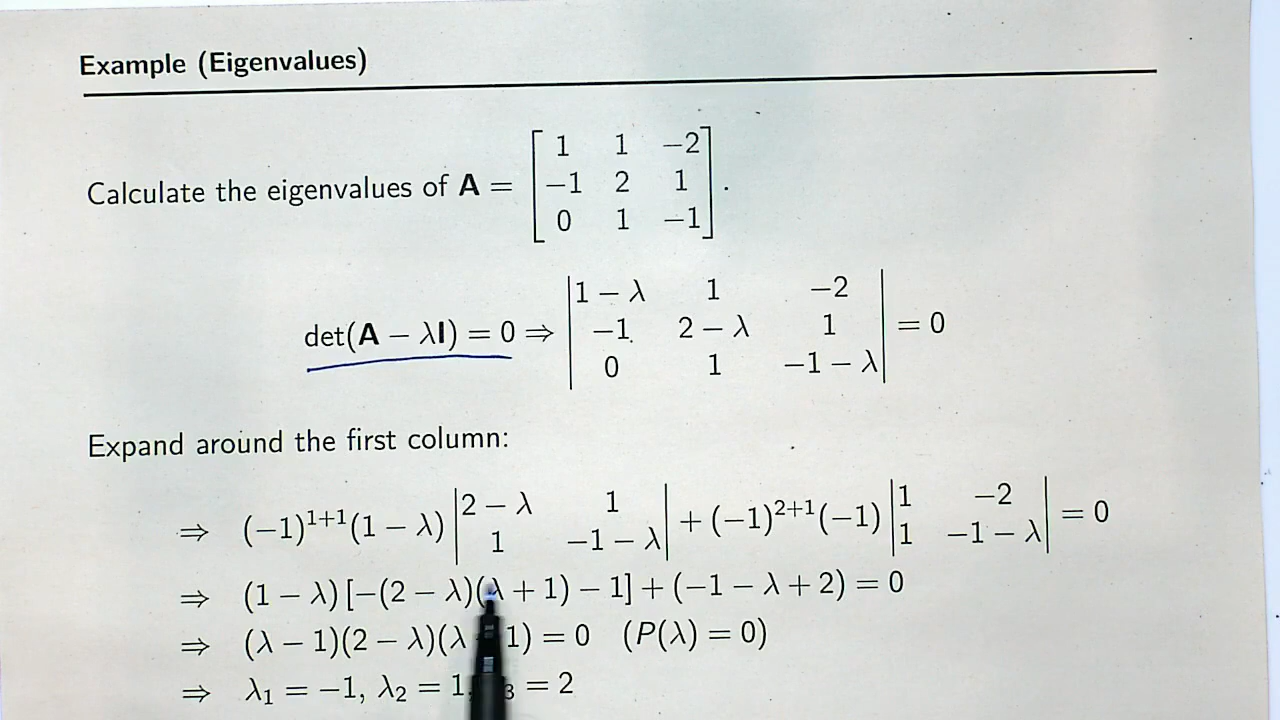 Example (Eigenvalues)
Calculate the eigenvalues of A = [1 1 −2; −1 2 1; 0 1 −1].
det(A − λI) = 0 ⇒ |1 − λ 1 −2; −1 2 − λ 1; 0 1 −1 − λ| = 0
Expand around the first column:
⇒ (−1)^{1+1}(1 − λ) |2 − λ 1; 1 −1 − λ| + (−1)^{2+1}(−1) |1 −2; 1 −1 − λ| = 0
⇒ (1 − λ) [−(2 − λ)(λ + 1) − 1] + (−1 − λ + 2) = 0
⇒ (λ − 1)(2 − λ)(λ 1) = 0 (P(λ) = 0)
⇒ λ₁ = −1, λ₂ = 1, ₃ = 2